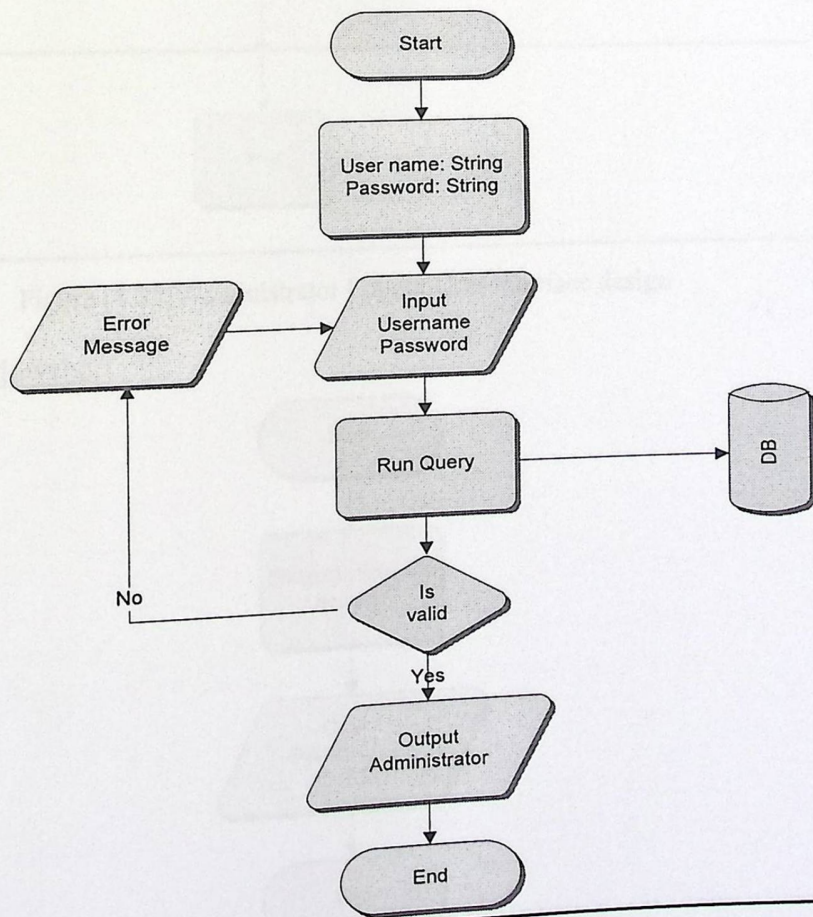 Start
User name: String
Password: String
Input
Username
Password
Error
Message
Run Query
DB
Is
valid
No
Yes
Output
Administrator
End